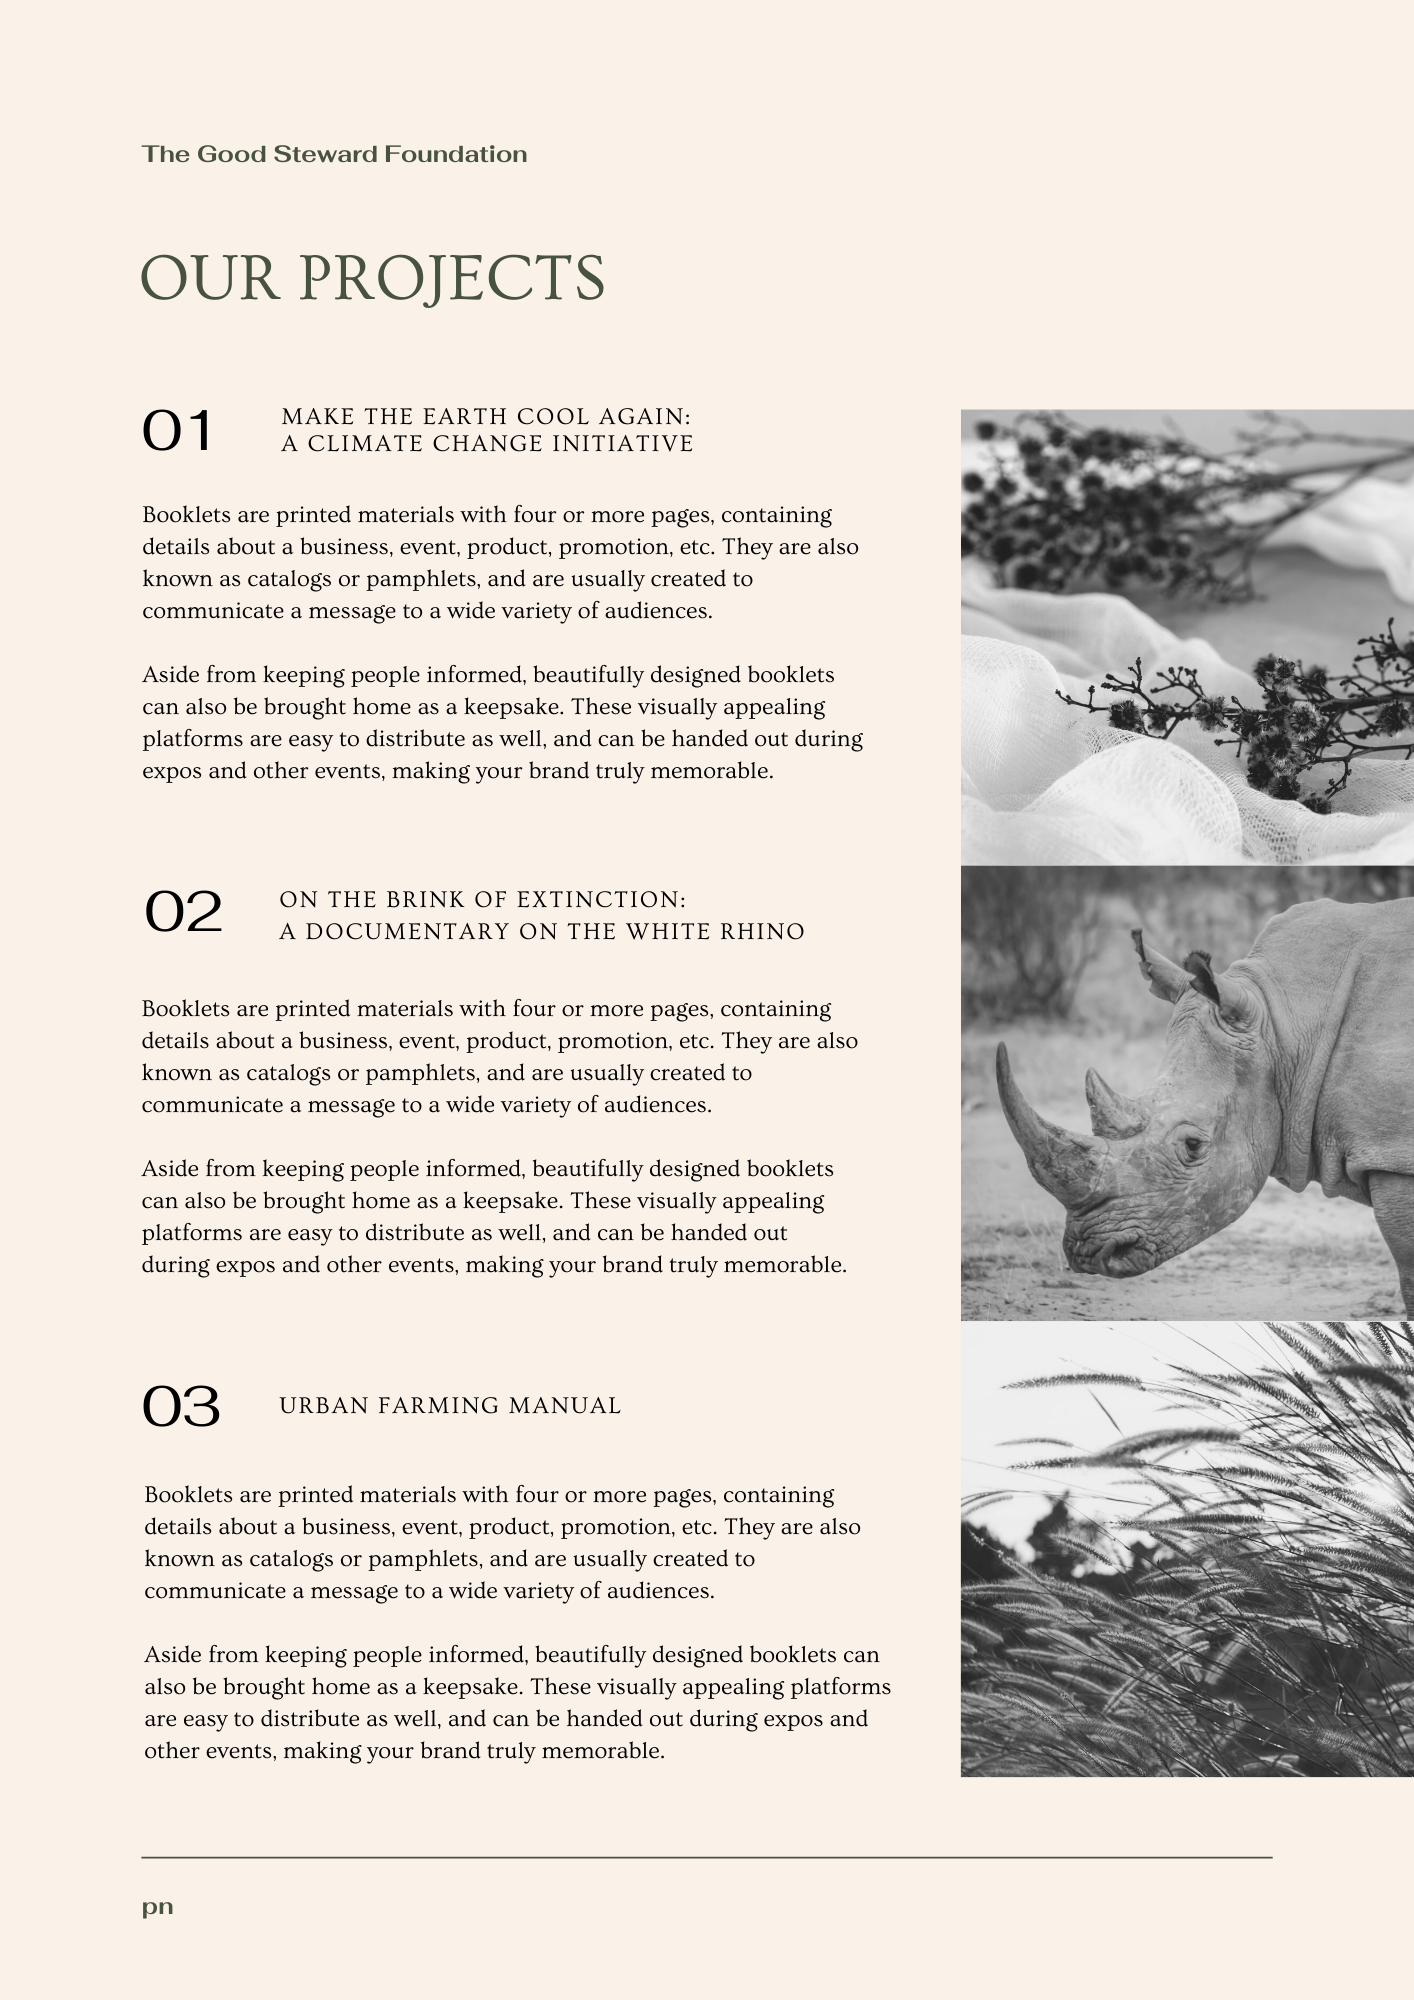 The Good Steward Foundation
OUR PROJECTS
01
MAKE THE EARTH COOL AGAIN:
A CLIMATE CHANGE INITIATIVE
Booklets are printed materials with four or more pages, containing
details about a business, event, product, promotion, etc. They are also
known as catalogs or pamphlets, and are usually created to
communicate a message to a wide variety of audiences.
Aside from keeping people informed, beautifully designed booklets
can also be brought home as a keepsake. These visually appealing
platforms are easy to distribute as well, and can be handed out during
expos and other events, making your brand truly memorable.
02
ON THE BRINK OF EXTINCTION:
A DOCUMENTARY ON THE WHITE RHINO
Booklets are printed materials with four or more pages, containing
details about a business, event, product, promotion, etc. They are also
known as catalogs or pamphlets, and are usually created to
communicate a message to a wide variety of audiences.
Aside from keeping people informed, beautifully designed booklets
can also be brought home as a keepsake. These visually appealing
platforms are easy to distribute as well, and can be handed out
during expos and other events, making your brand truly memorable.
03
URBAN FARMING MANUAL
Booklets are printed materials with four or more pages, containing
details about a business, event, product, promotion, etc. They are also
known as catalogs or pamphlets, and are usually created to
communicate a message to a wide variety of audiences.
Aside from keeping people informed, beautifully designed booklets can
also be brought home as a keepsake. These visually appealing platforms
are easy to distribute as well, and can be handed out during expos and
other events, making your brand truly memorable.
pn